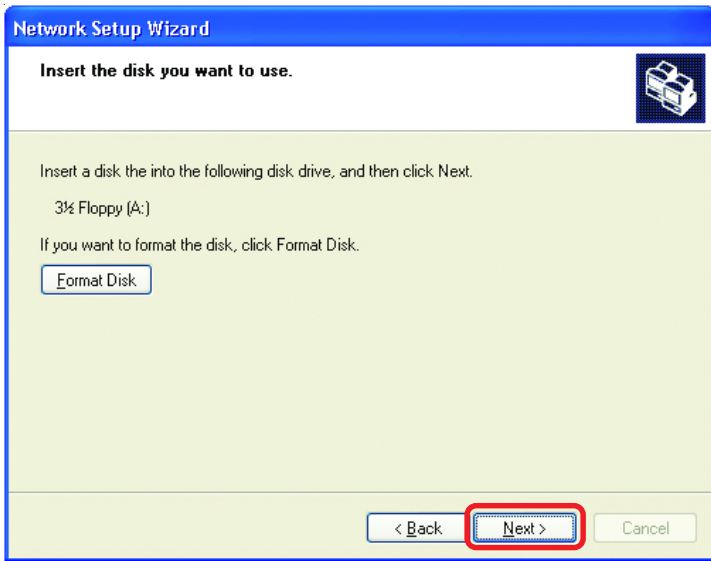 Network Setup Wizard
Insert the disk you want to use.
Insert a disk the into the following disk drive, and then click Next.
3½ Floppy (A:)
If you want to format the disk, click Format Disk.
Format Disk
< Back Next > Cancel